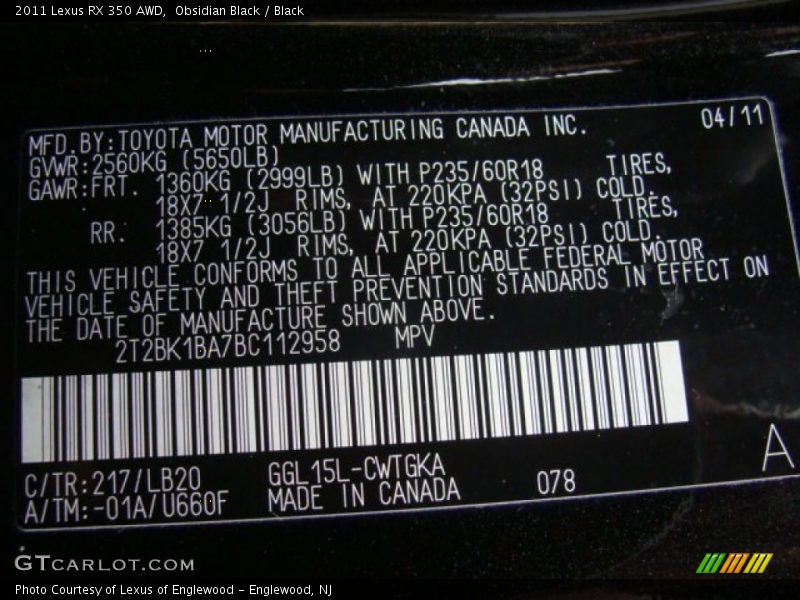 2011 Lexus RX 350 AWD,  Obsidian Black / Black
MFD.BY:TOYOTA MOTOR MANUFACTURING CANADA INC. 04/11
GVWR:2560KG (5650LB)
GAWR:FRT. 1360KG (2999LB) WITH P235/60R18 TIRES,
18X7 1/2J RIMS, AT 220KPA (32PSI) COLD.
RR. 1385KG (3056LB) WITH P235/60R18 TIRES,
18X7 1/2J RIMS, AT 220KPA (32PSI) COLD.
THIS VEHICLE CONFORMS TO ALL APPLICABLE FEDERAL MOTOR
VEHICLE SAFETY AND THEFT PREVENTION STANDARDS IN EFFECT ON
THE DATE OF MANUFACTURE SHOWN ABOVE.
2T2BK1BA7BC112958 MPV
C/TR:217/LB20 GGL15L-CWTGKA
A/TM:-01A/U660F MADE IN CANADA 078 A
GTCARLOT.COM
Photo Courtesy of Lexus of Englewood – Englewood, NJ